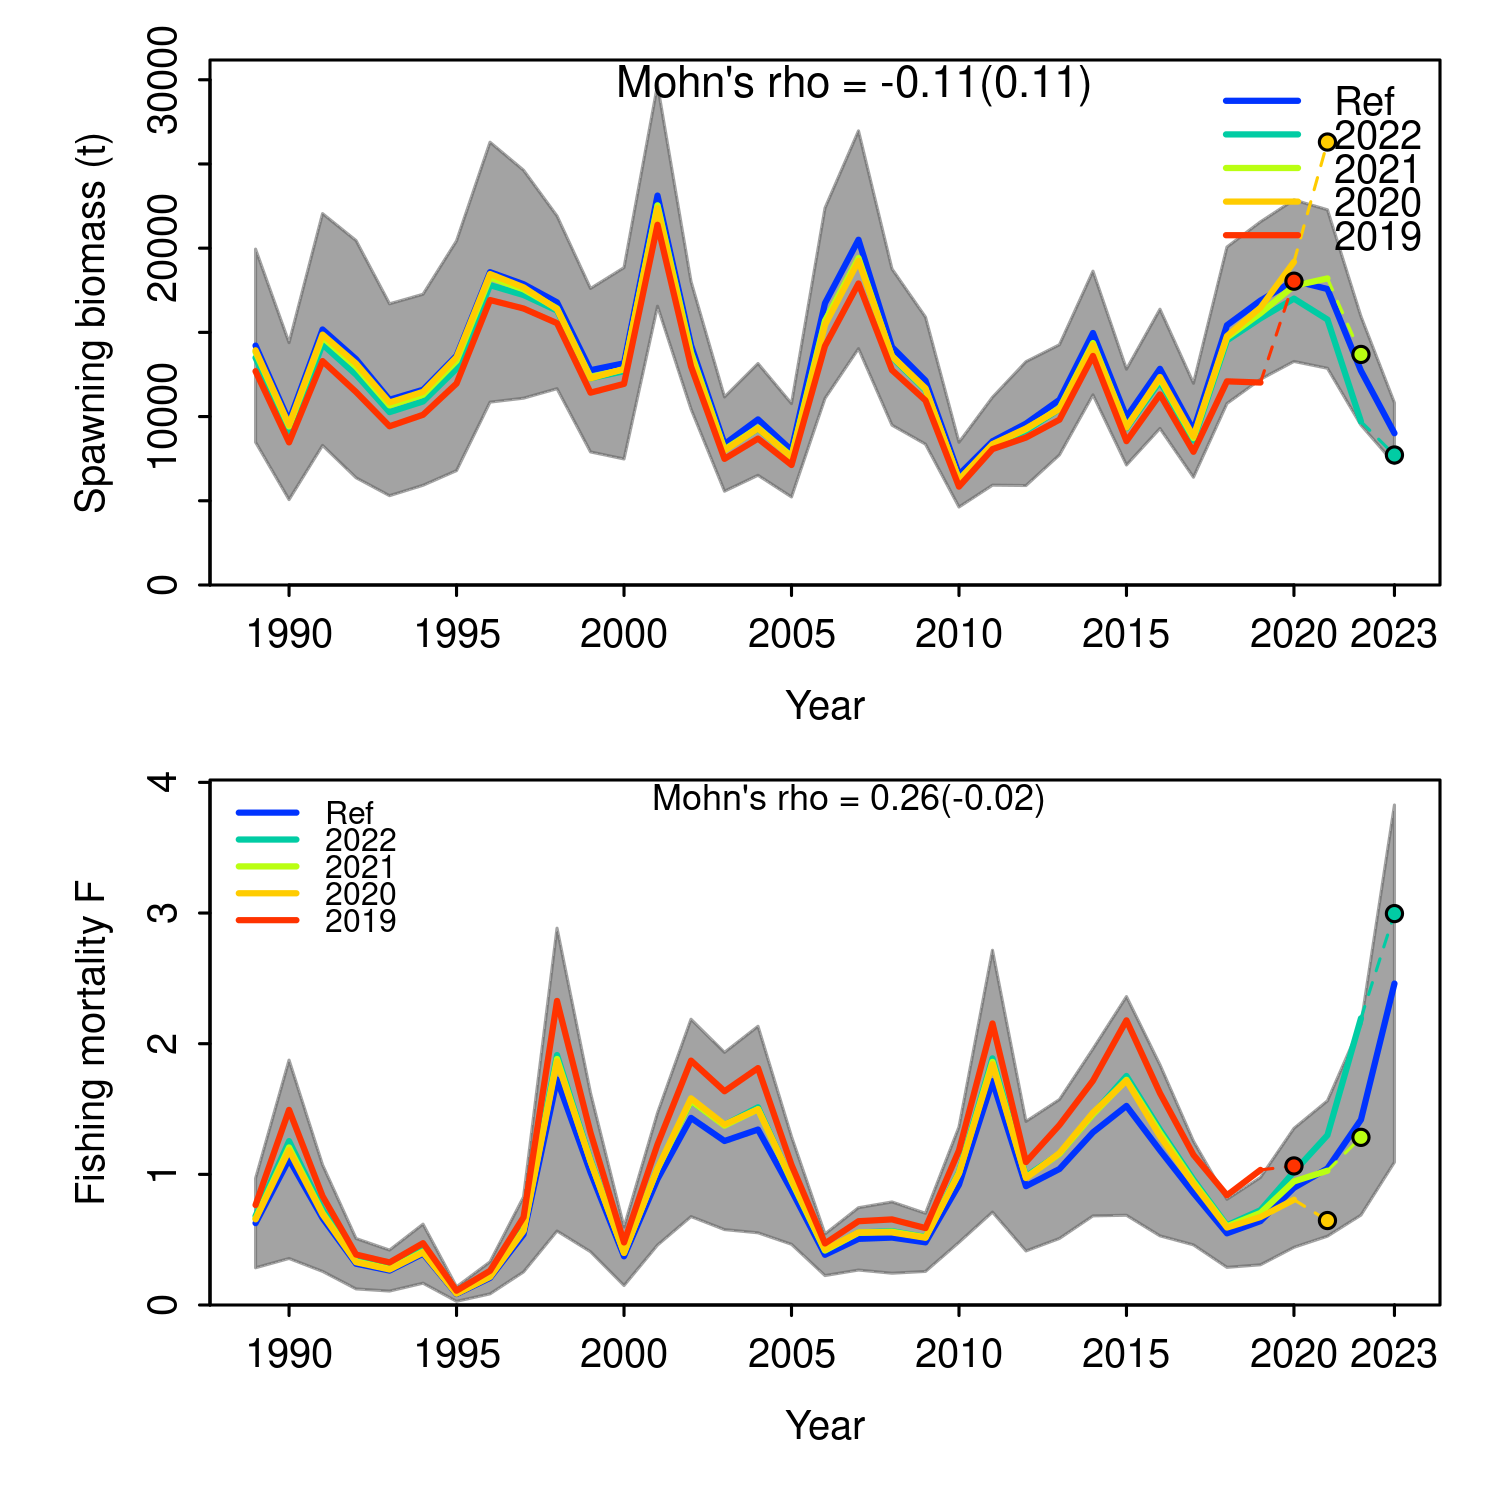 Mohn's rho = -0.11(0.11)
Ref
2022
2021
2020
2019
Spawning biomass (t)
0 10000 20000 30000
1990 1995 2000 2005 2010 2015 2020 2023
Year
Mohn's rho = 0.26(-0.02)
Ref
2022
2021
2020
2019
Fishing mortality F
0 1 2 3 4
1990 1995 2000 2005 2010 2015 2020 2023
Year